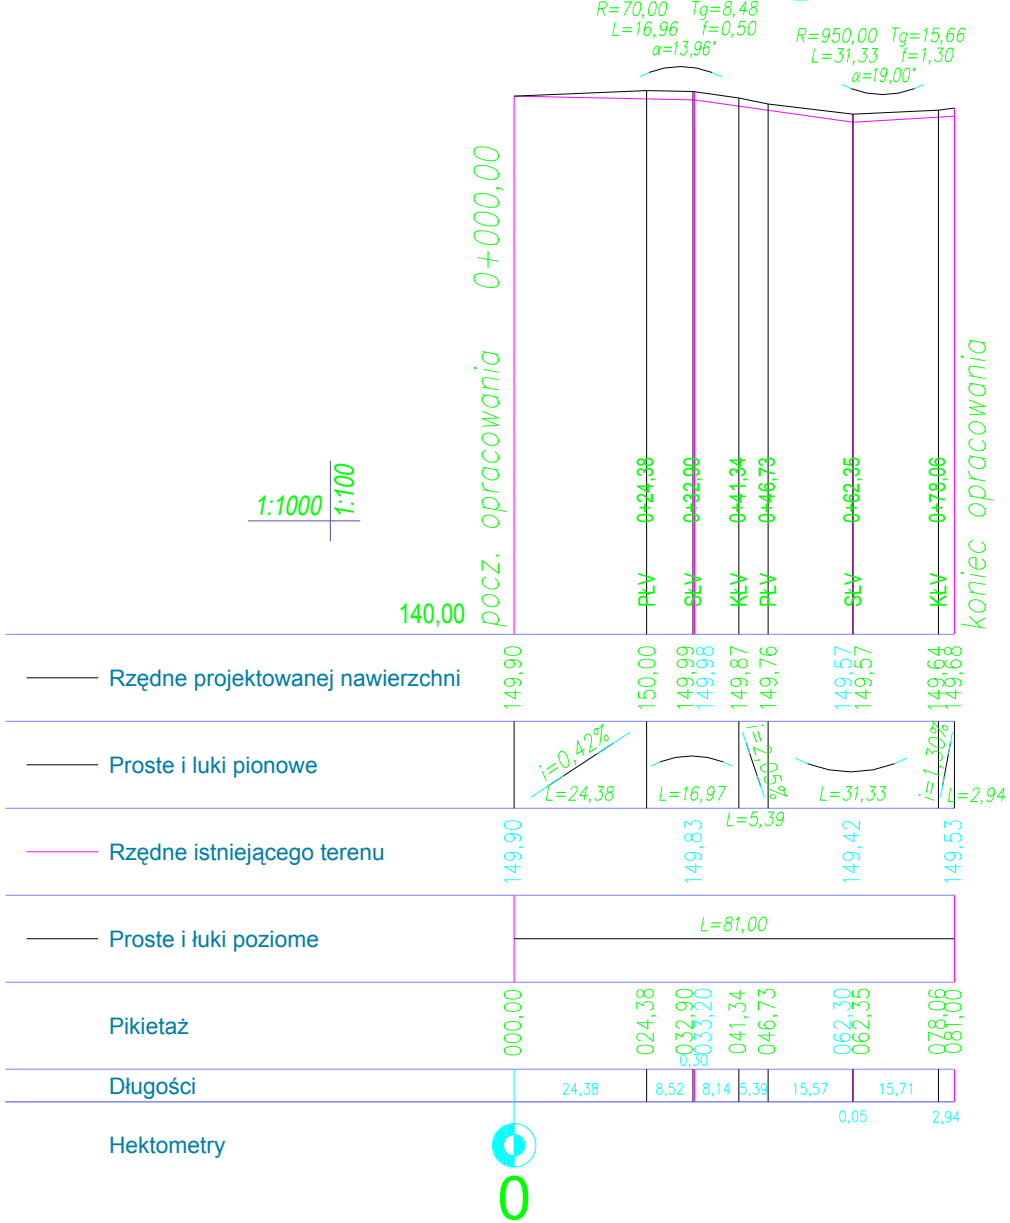 R=70,00 Tg=8,48
L=16,96 f=0,50
α=13,96°
R=950,00 Tg=15,66
L=31,33 f=1,30
α=19,00°
pocz. opracowania 0+000,00
koniec opracowania
1:1000
1:100
PŁV 0+24,38
SŁV 0+32,90
KŁV 0+41,34
PŁV 0+46,73
SŁV 0+62,35
KŁV 0+78,06
140,00
Rzędne projektowanej nawierzchni
149,90
150,00
149,99
149,98
149,87
149,76
149,57
149,57
149,64
149,68
Proste i luki pionowe
i=0,42%
L=24,38
L=16,97
i=2,05%
L=5,39
L=31,33
i=1,30%
L=2,94
Rzędne istniejącego terenu
149,90
149,83
149,42
149,53
Proste i łuki poziome
L=81,00
Pikietaż
000,00
024,38
032,90
033,20
041,34
046,73
062,30
062,35
078,06
081,00
Długości
24,38
8,52
0,30
8,14
5,39
15,57
0,05
15,71
2,94
Hektometry
0